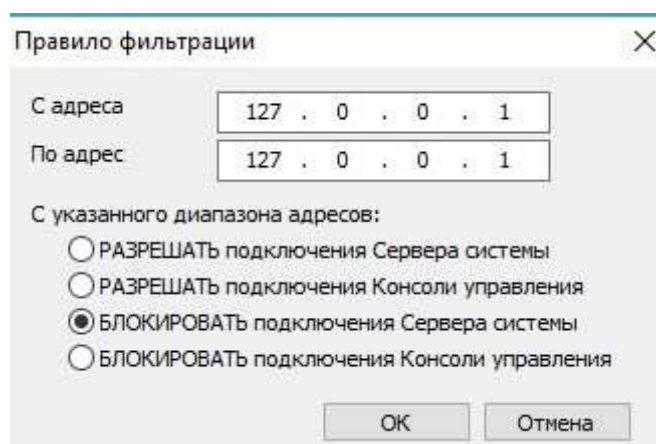 Правило фильтрации
С адреса 127 . 0 . 0 . 1
По адрес 127 . 0 . 0 . 1
С указанного диапазона адресов:
РАЗРЕШАТЬ подключения Сервера системы
РАЗРЕШАТЬ подключения Консоли управления
БЛОКИРОВАТЬ подключения Сервера системы
БЛОКИРОВАТЬ подключения Консоли управления
ОК Отмена